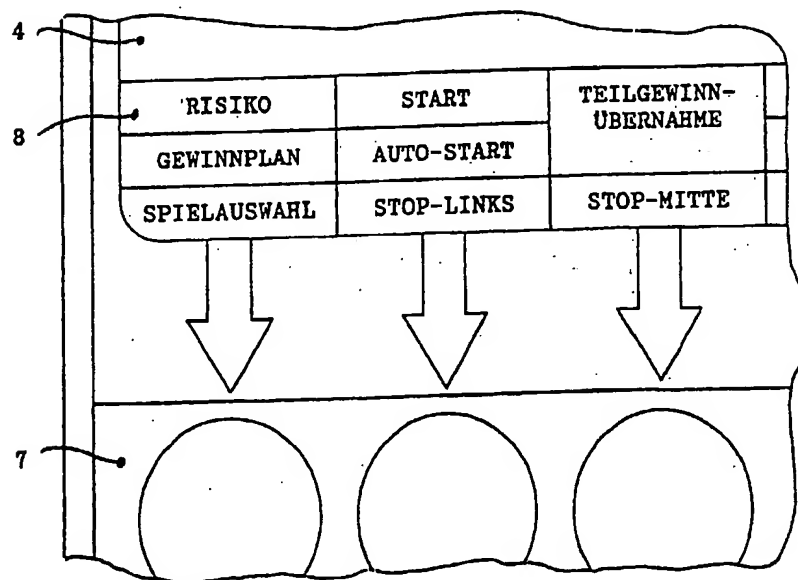 4
8
RISIKO
START
TEILGEWINN-
ÜBERNAHME
GEWINNPLAN
AUTO-START
SPIELAUSWAHL
STOP-LINKS
STOP-MITTE
7